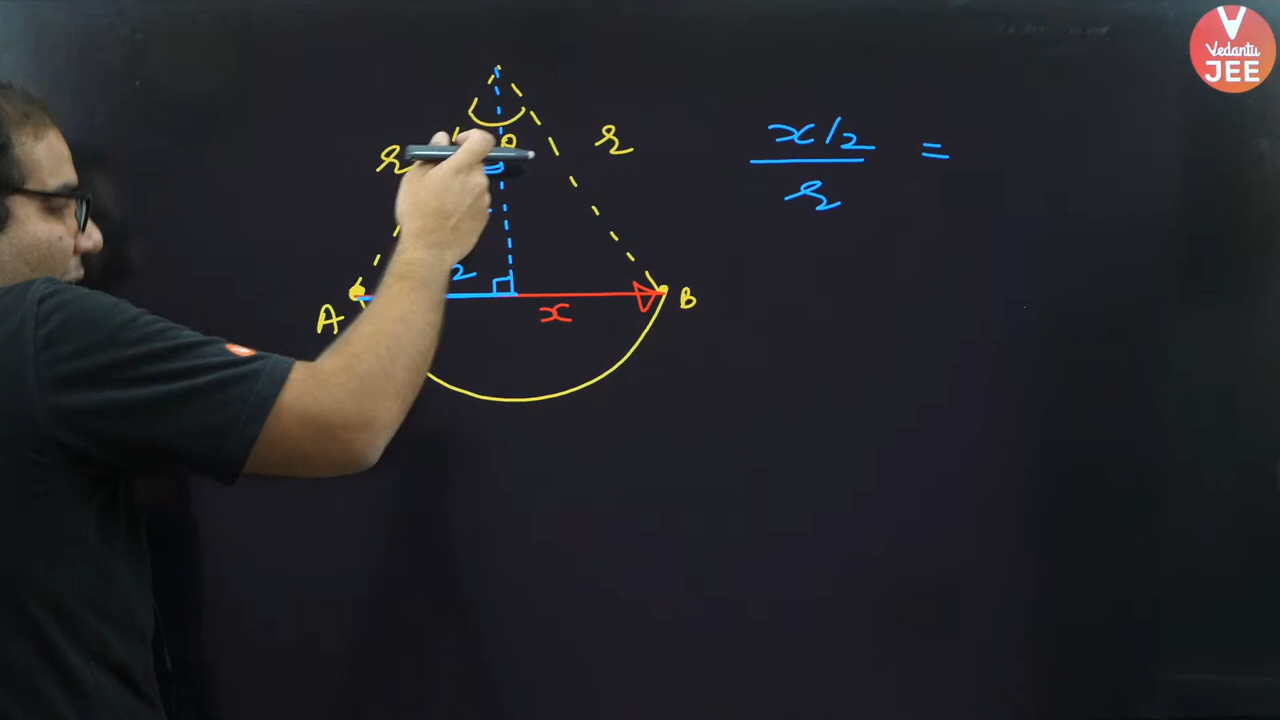 Vedantu
JEE
r
θ
r
x/2
=
r
2
A
x
B